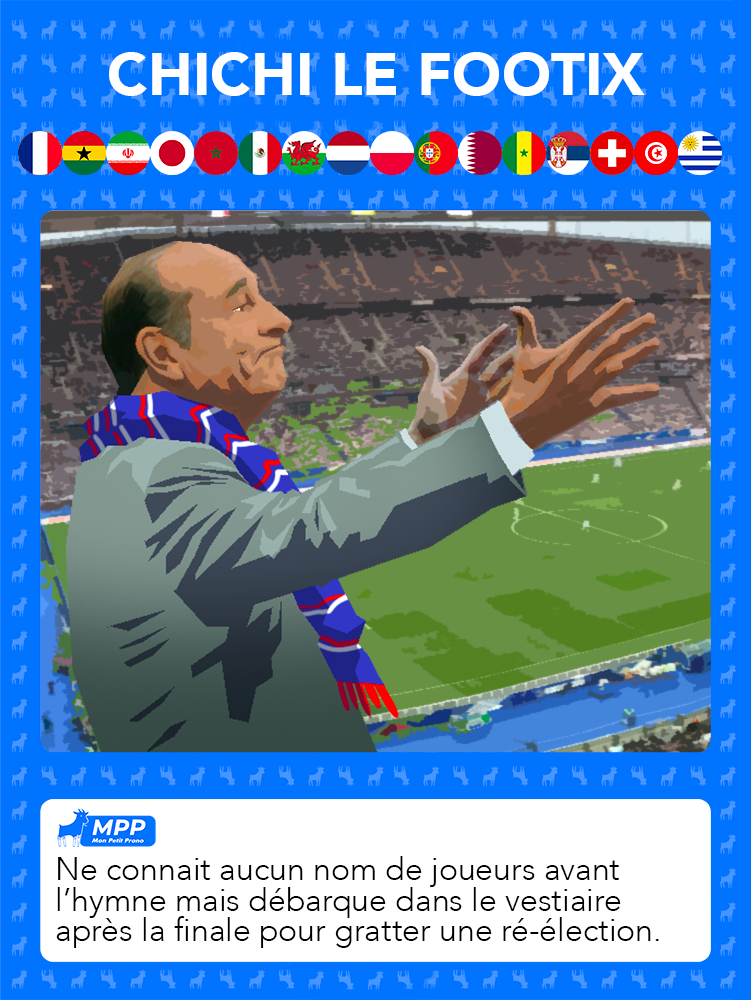 CHICHI LE FOOTIX
MPP
Mon Petit Prono
Ne connait aucun nom de joueurs avant
l’hymne mais débarque dans le vestiaire
après la finale pour gratter une ré-élection.